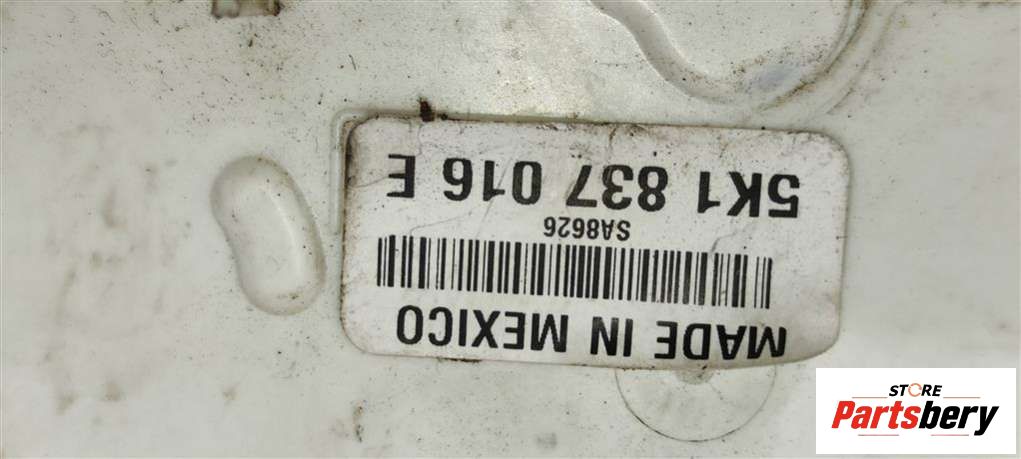 5K1 837 016 E
SA8626
MADE IN MEXICO
STORE
Partsbery